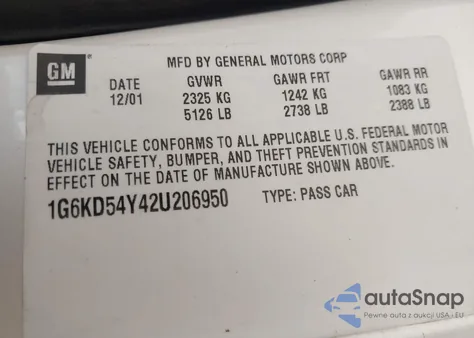 GM
MFD BY GENERAL MOTORS CORP
DATE GVWR GAWR FRT GAWR RR
12/01 2325 KG 1242 KG 1083 KG
5126 LB 2738 LB 2388 LB
THIS VEHICLE CONFORMS TO ALL APPLICABLE U.S. FEDERAL MOTOR
VEHICLE SAFETY, BUMPER, AND THEFT PREVENTION STANDARDS IN
EFFECT ON THE DATE OF MANUFACTURE SHOWN ABOVE.
1G6KD54Y42U206950 TYPE: PASS CAR
autoSnap
Pewne auta z aukcji USA i EU